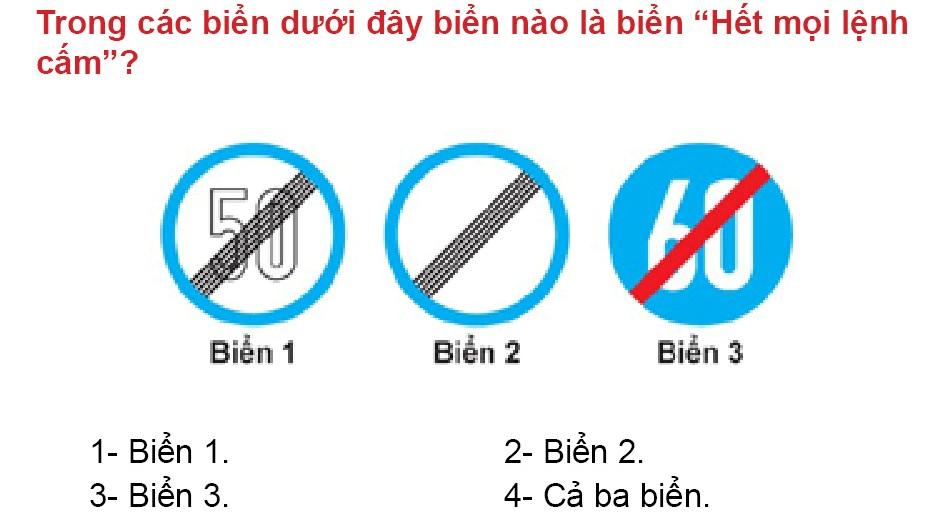 Trong các biển dưới đây biển nào là biển “Hết mọi lệnh
cấm”?
50
60
Biển 1
Biển 2
Biển 3
1- Biển 1.
2- Biển 2.
3- Biển 3.
4- Cả ba biển.